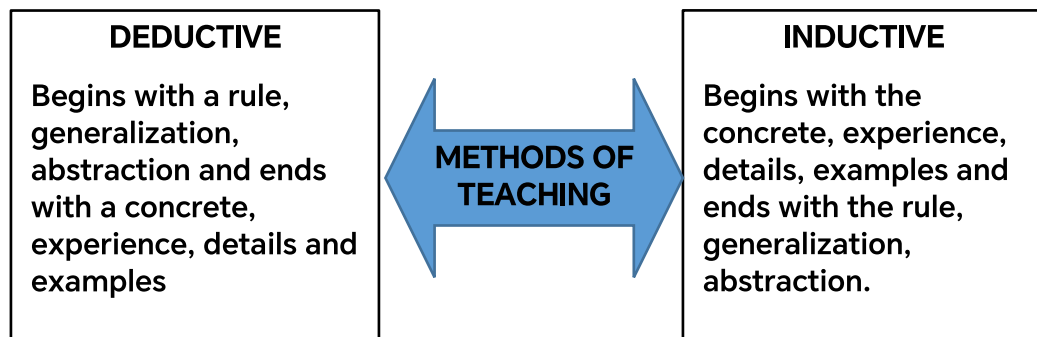 DEDUCTIVE
Begins with a rule,
generalization,
abstraction and ends
with a concrete,
experience, details and
examples
METHODS OF
TEACHING
INDUCTIVE
Begins with the
concrete, experience,
details, examples and
ends with the rule,
generalization,
abstraction.